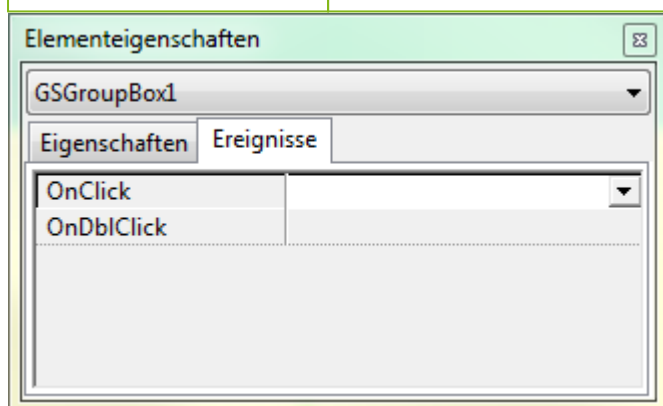 Elementeigenschaften
GSGroupBox1
Eigenschaften Ereignisse
OnClick
OnDblClick